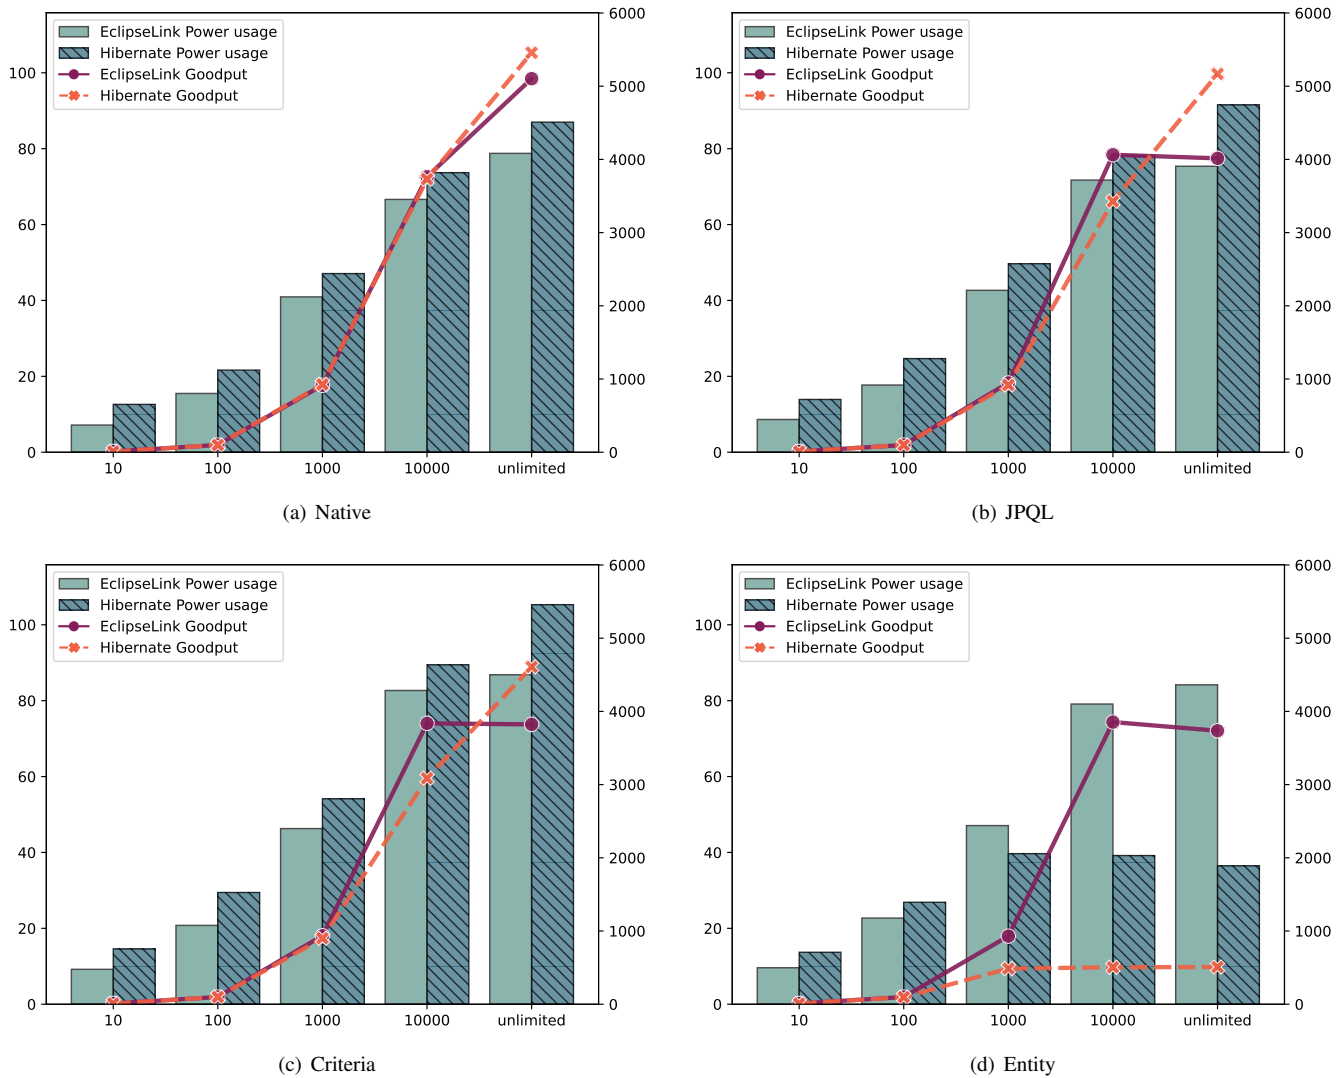 EclipseLink Power usage
Hibernate Power usage
EclipseLink Goodput
Hibernate Goodput
0
20
40
60
80
100
0
1000
2000
3000
4000
5000
6000
10 100 1000 10000 unlimited
(a) Native
EclipseLink Power usage
Hibernate Power usage
EclipseLink Goodput
Hibernate Goodput
0
20
40
60
80
100
0
1000
2000
3000
4000
5000
6000
10 100 1000 10000 unlimited
(b) JPQL
EclipseLink Power usage
Hibernate Power usage
EclipseLink Goodput
Hibernate Goodput
0
20
40
60
80
100
0
1000
2000
3000
4000
5000
6000
10 100 1000 10000 unlimited
(c) Criteria
EclipseLink Power usage
Hibernate Power usage
EclipseLink Goodput
Hibernate Goodput
0
20
40
60
80
100
0
1000
2000
3000
4000
5000
6000
10 100 1000 10000 unlimited
(d) Entity